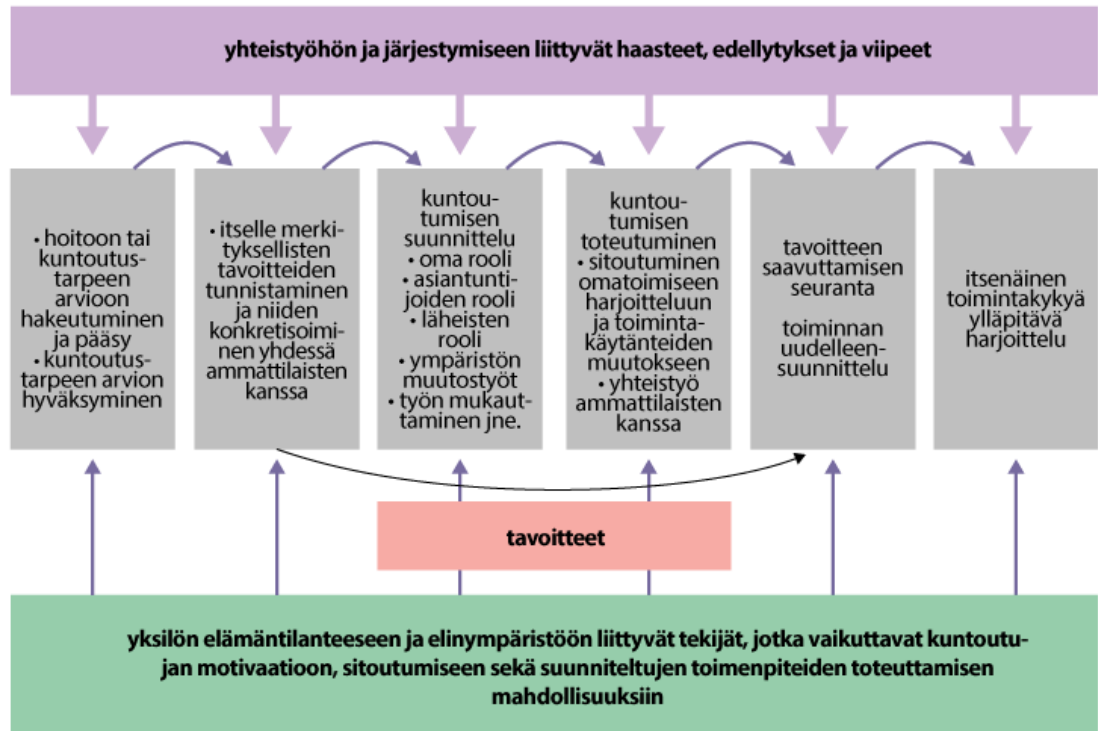 yhteistyöhön ja järjestymiseen liittyvät haasteet, edellytykset ja viipeet
• hoitoon tai
kuntoutus-
tarpeen
arvioon
hakeutuminen
ja pääsy
• kuntoutus-
tarpeen arvion
hyväksyminen
• itselle merki-
tyksellisten
tavoitteiden
tunnistaminen
ja niiden
konkretisoimi-
nen yhdessä
ammattilaisten
kanssa
kuntou-
tumisen
suunnittelu
• oma rooli
• asiantunti-
joiden rooli
• läheisten
rooli
• ympäristön
muutostyöt
• työn mukaut-
taminen jne.
kuntou-
tumisen
toteutuminen
• sitoutuminen
omatoimiseen
harjoitteluun
ja toiminta-
käytänteiden
muutokseen
• yhteistyö
ammattilaisten
kanssa
tavoitteen
saavuttamisen
seuranta
toiminnan
uudelleen-
suunnittelu
itsenäinen
toimintakykyä
ylläpitävä
harjoittelu
tavoitteet
yksilön elämäntilanteeseen ja elinympäristöön liittyvät tekijät, jotka vaikuttavat kuntoutu-
jan motivaatioon, sitoutumiseen sekä suunniteltujen toimenpiteiden toteuttamisen
mahdollisuuksiin